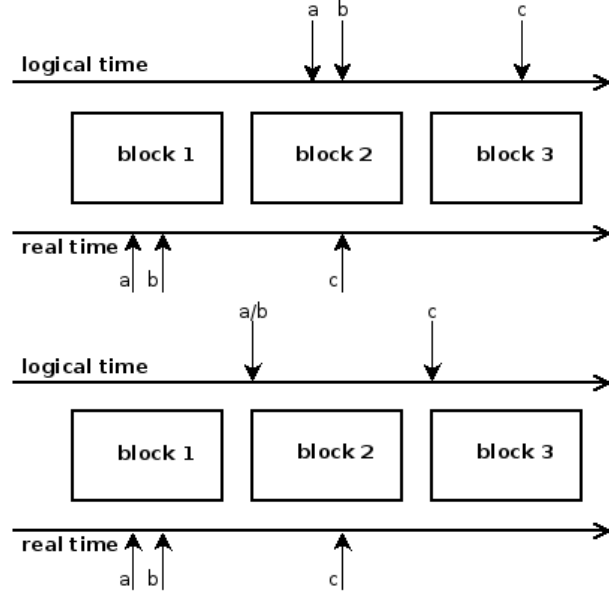 a b c
logical time
block 1 block 2 block 3
real time
a b c
a/b c
logical time
block 1 block 2 block 3
real time
a b c